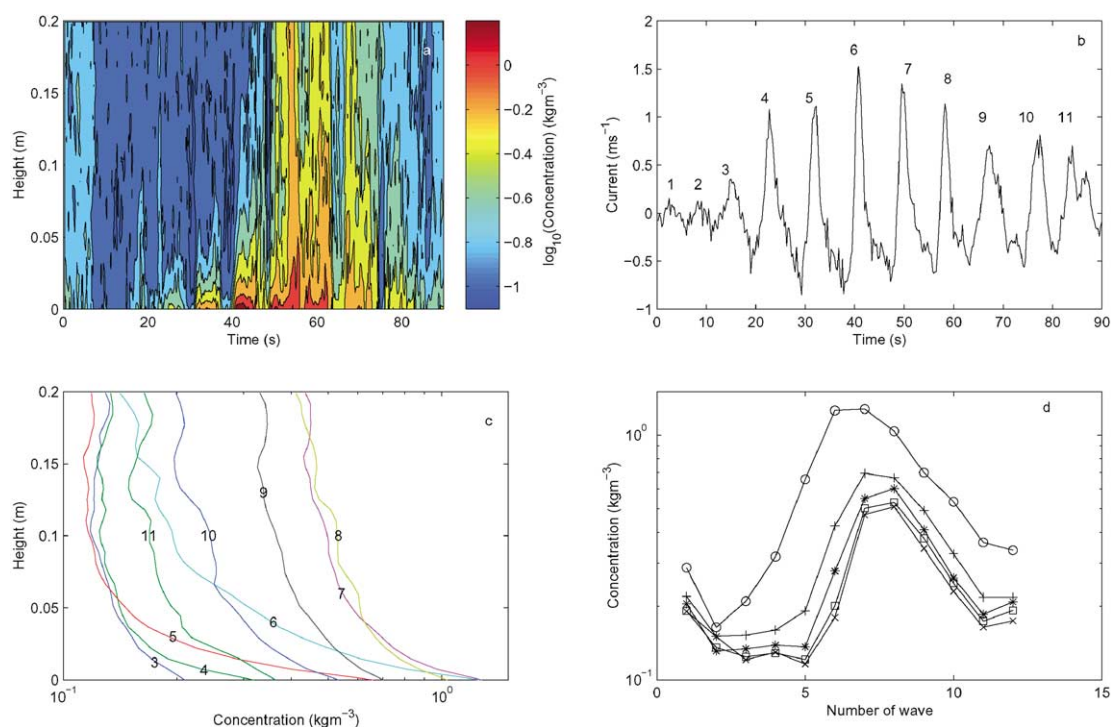 a
0.2
0.15
0.1
0.05
0
Height (m)
0 20 40 60 80
Time (s)
0
−0.2
−0.4
−0.6
−0.8
−1
log10(Concentration) (kgm−3)
b
2
1.5
1
0.5
0
−0.5
−1
Current (ms−1)
1 2 3 4 5 6 7 8 9 10 11
0 10 20 30 40 50 60 70 80 90
Time (s)
c
0.2
0.15
0.1
0.05
0
Height (m)
11 10 9 8
7
6
5
3 4
10−1 100
Concentration (kgm−3)
d
100
10−1
Concentration (kgm−3)
0 5 10 15
Number of wave